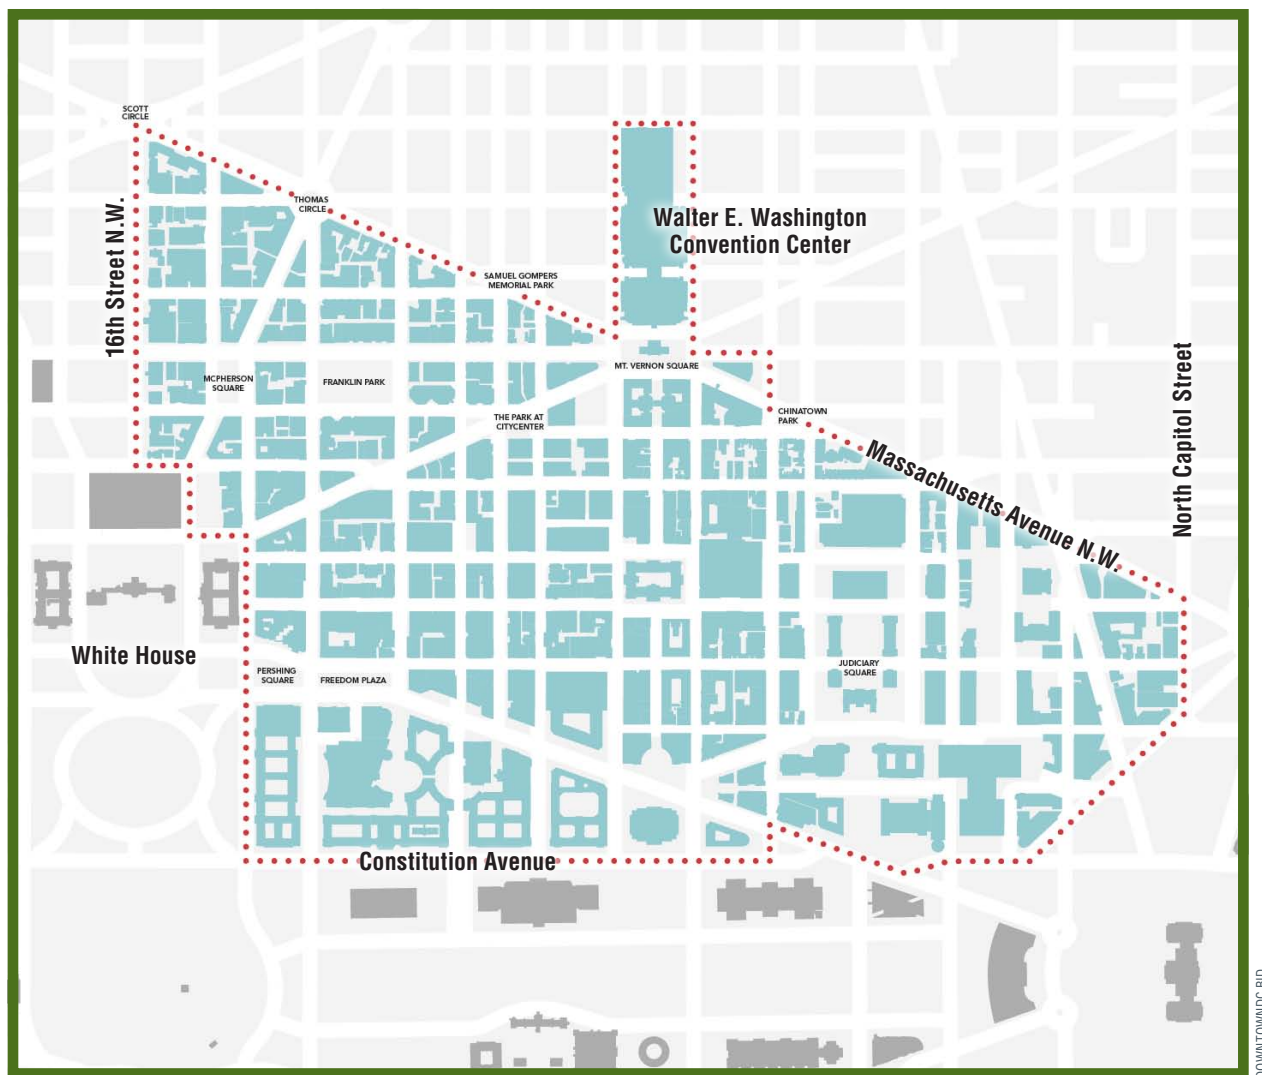 SCOTT
CIRCLE
THOMAS
CIRCLE
16th Street N.W.
Walter E. Washington
Convention Center
SAMUEL GOMPERS
MEMORIAL PARK
MT. VERNON SQUARE
MCPHERSON
SQUARE
FRANKLIN PARK
THE PARK AT
CITYCENTER
CHINATOWN
PARK
Massachusetts Avenue N.W.
North Capitol Street
White House
PERSHING
SQUARE
FREEDOM PLAZA
JUDICIARY
SQUARE
Constitution Avenue
DOWNTOWNDC BID